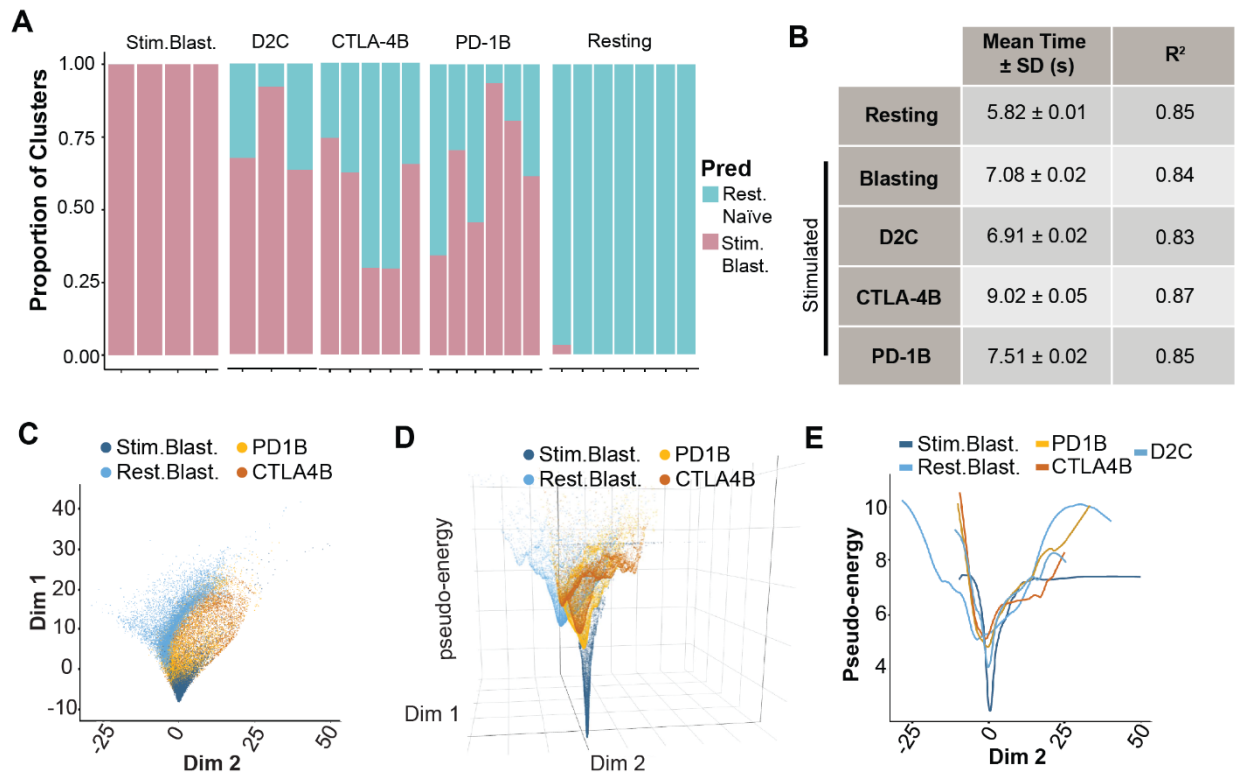 A
Stim.Blast. D2C CTLA-4B PD-1B Resting
Proportion of Clusters
1.00
0.75
0.50
0.25
0.00
Pred
Rest.
Naïve
Stim.
Blast.
B
Mean Time
± SD (s)
R²
Resting 5.82 ± 0.01 0.85
Stimulated
Blasting 7.08 ± 0.02 0.84
D2C 6.91 ± 0.02 0.83
CTLA-4B 9.02 ± 0.05 0.87
PD-1B 7.51 ± 0.02 0.85
C
Stim.Blast. PD1B
Rest.Blast. CTLA4B
Dim 1
40
30
20
10
0
-10
-25 0 25 50
Dim 2
D
Stim.Blast. PD1B
Rest.Blast. CTLA4B
pseudo-energy
Dim 1
Dim 2
E
Stim.Blast. PD1B D2C
Rest.Blast. CTLA4B
Pseudo-energy
10
8
6
4
-25 0 25 50
Dim 2